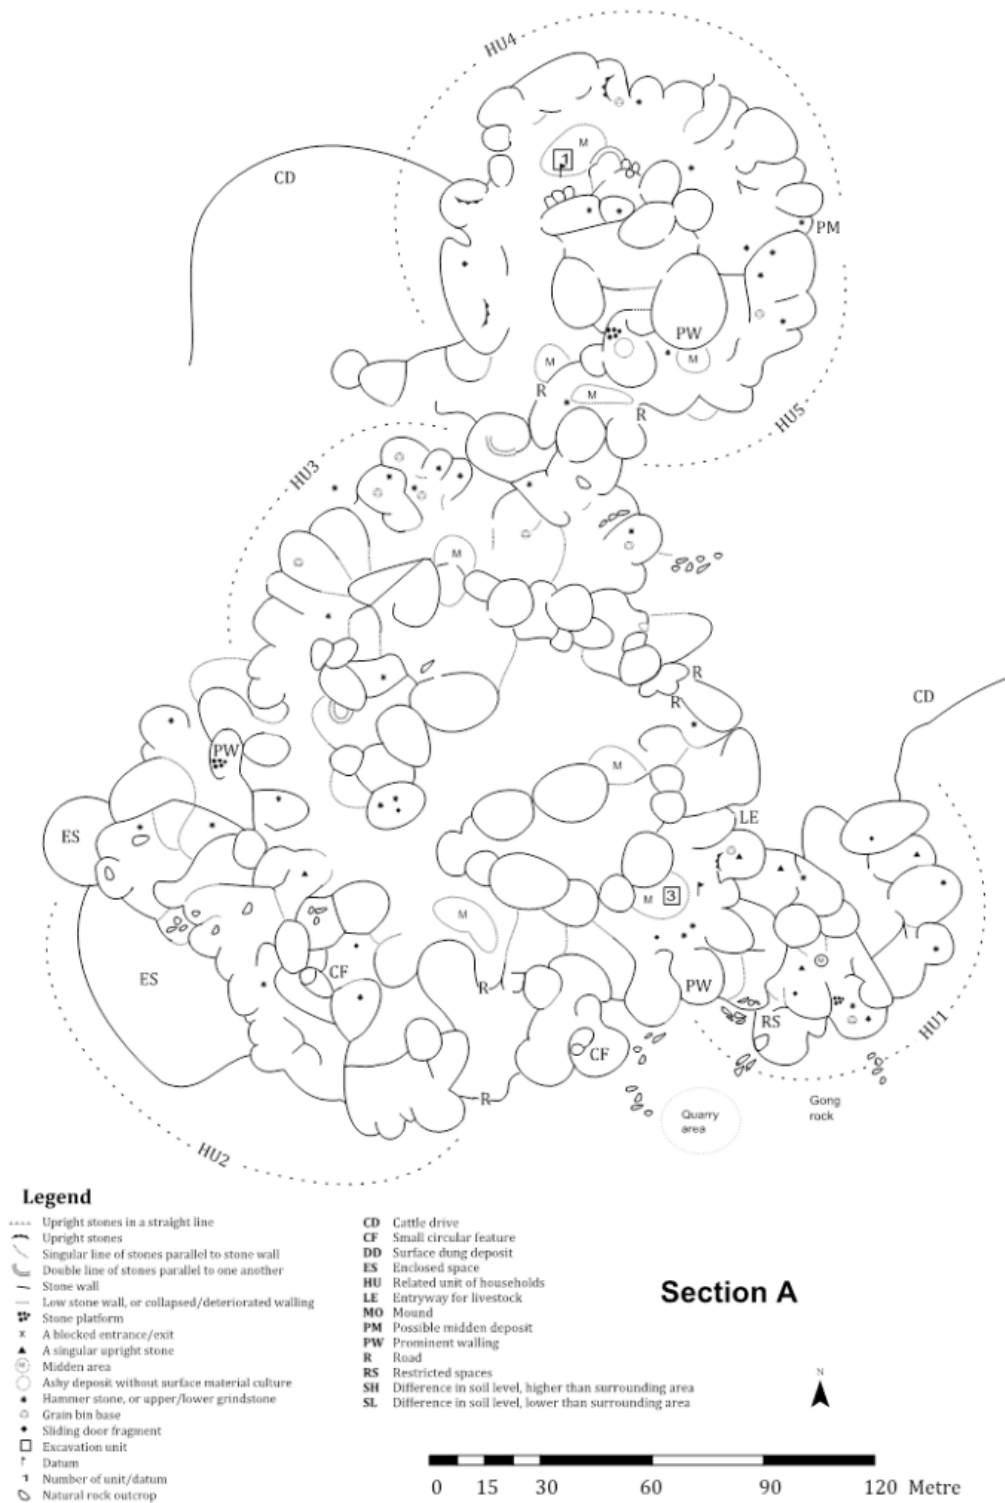 HU4
M
1
CD
PM
PW
M
M
R
M
R
HU5
HU3
M
R
R
CD
PW
M
LE
ES
M
3
M
ES
CF
R
PW
RS
M
CF
HU1
R
Gong
rock
Quarry
area
HU2
Legend
Upright stones in a straight line
Upright stones
Singular line of stones parallel to stone wall
Double line of stones parallel to one another
Stone wall
Low stone wall, or collapsed/deteriorated walling
Stone platform
x A blocked entrance/exit
A singular upright stone
M Midden area
Ashy deposit without surface material culture
Hammer stone, or upper/lower grindstone
Grain bin base
Sliding door fragment
Excavation unit
Datum
1 Number of unit/datum
Natural rock outcrop
CD Cattle drive
CF Small circular feature
DD Surface dung deposit
ES Enclosed space
HU Related unit of households
LE Entryway for livestock
MO Mound
PM Possible midden deposit
PW Prominent walling
R Road
RS Restricted spaces
SH Difference in soil level, higher than surrounding area
SL Difference in soil level, lower than surrounding area
Section A
N
0 15 30 60 90 120 Metre